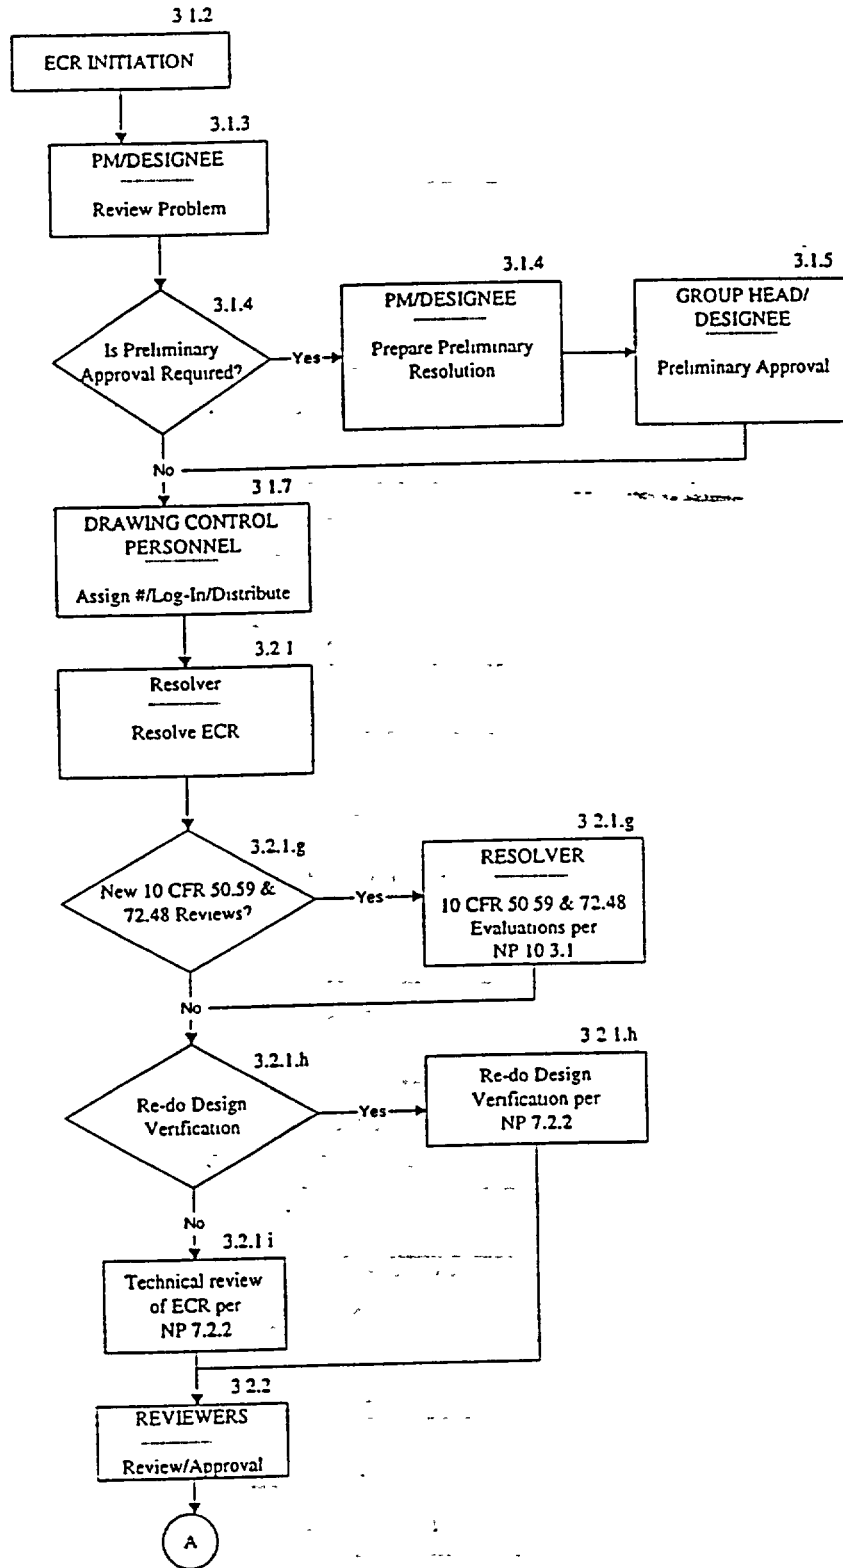 3 1.2
ECR INITIATION
3.1.3
PM/DESIGNEE
Review Problem
3.1.4
Is Preliminary
Approval Required?
Yes
3.1.4
PM/DESIGNEE
Prepare Preliminary
Resolution
3.1.5
GROUP HEAD/
DESIGNEE
Preliminary Approval
No
3 1.7
DRAWING CONTROL
PERSONNEL
Assign #/Log-In/Distribute
3.2 1
Resolver
Resolve ECR
3.2.1.g
New 10 CFR 50.59 &
72.48 Reviews?
Yes
3 2.1.g
RESOLVER
10 CFR 50 59 & 72.48
Evaluations per
NP 10 3.1
No
3.2.1.h
Re-do Design
Verification
Yes
3 2 1.h
Re-do Design
Verification per
NP 7.2.2
No
3.2.1 i
Technical review
of ECR per
NP 7.2.2
3 2.2
REVIEWERS
Review/Approval
A